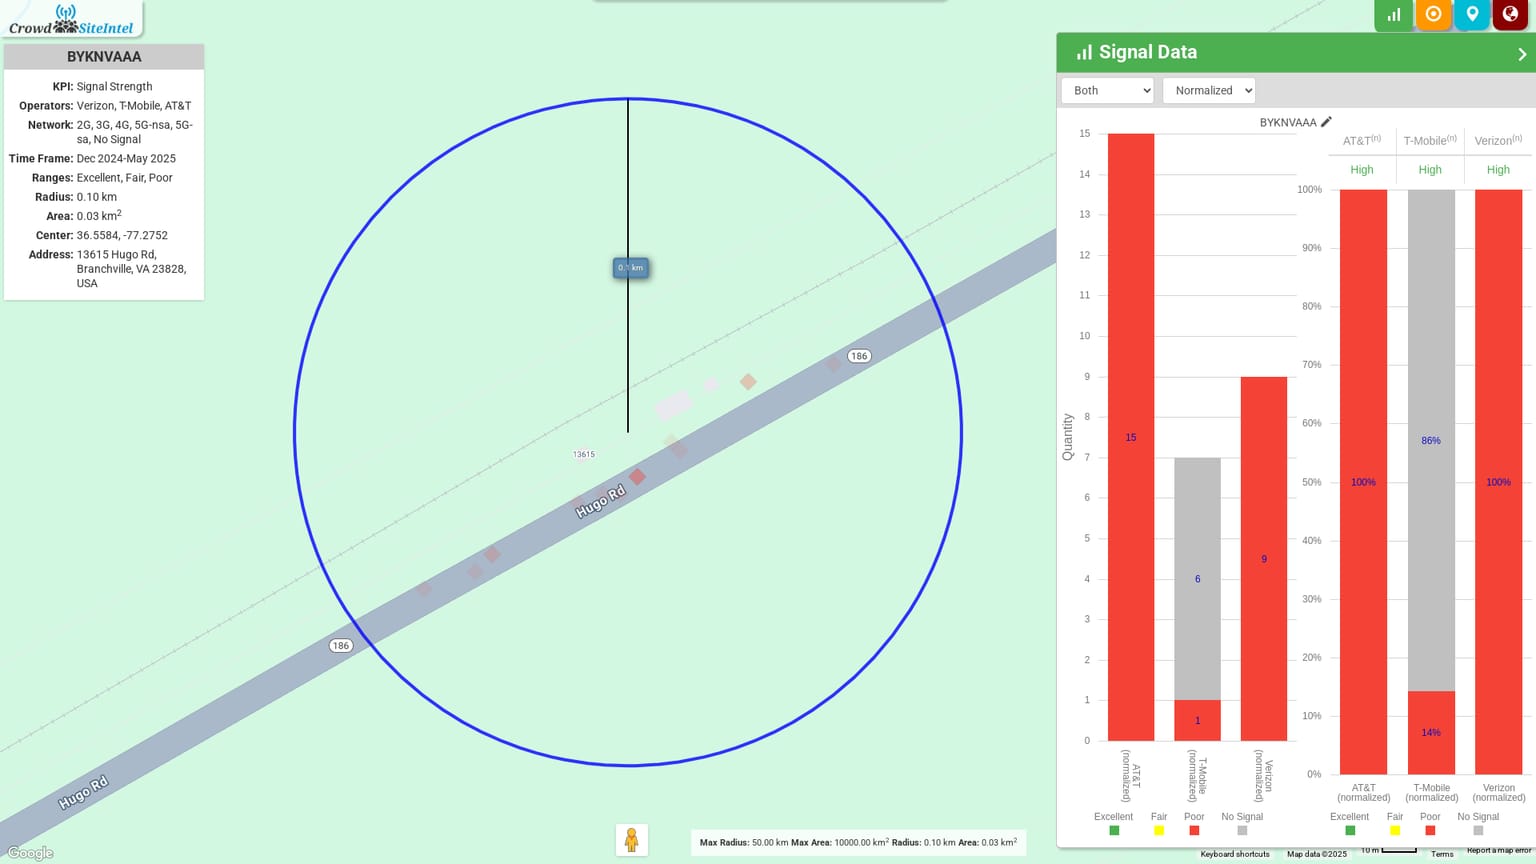 Crowd SiteIntel
BYKNVAAA
KPI: Signal Strength
Operators: Verizon, T-Mobile, AT&T
Network: 2G, 3G, 4G, 5G-nsa, 5G-
sa, No Signal
Time Frame: Dec 2024-May 2025
Ranges: Excellent, Fair, Poor
Radius: 0.10 km
Area: 0.03 km²
Center: 36.5584, -77.2752
Address: 13615 Hugo Rd,
Branchville, VA 23828,
USA
0.1 km
186
13615
Hugo Rd
186
Hugo Rd
Google
Max Radius: 50.00 km Max Area: 10000.00 km² Radius: 0.10 km Area: 0.03 km²
Signal Data
Both
Normalized
BYKNVAAA
Quantity
15
14
13
12
11
10
9
8
7
6
5
4
3
2
1
0
15
6
1
9
AT&T
(normalized)
T-Mobile
(normalized)
Verizon
(normalized)
Excellent Fair Poor No Signal
AT&T(n) T-Mobile(n) Verizon(n)
High High High
100%
90%
80%
70%
60%
50%
40%
30%
20%
10%
0%
100%
86%
14%
100%
AT&T
(normalized)
T-Mobile
(normalized)
Verizon
(normalized)
Excellent Fair Poor No Signal
Keyboard shortcuts Map data ©2025 10 m Terms Report a map error